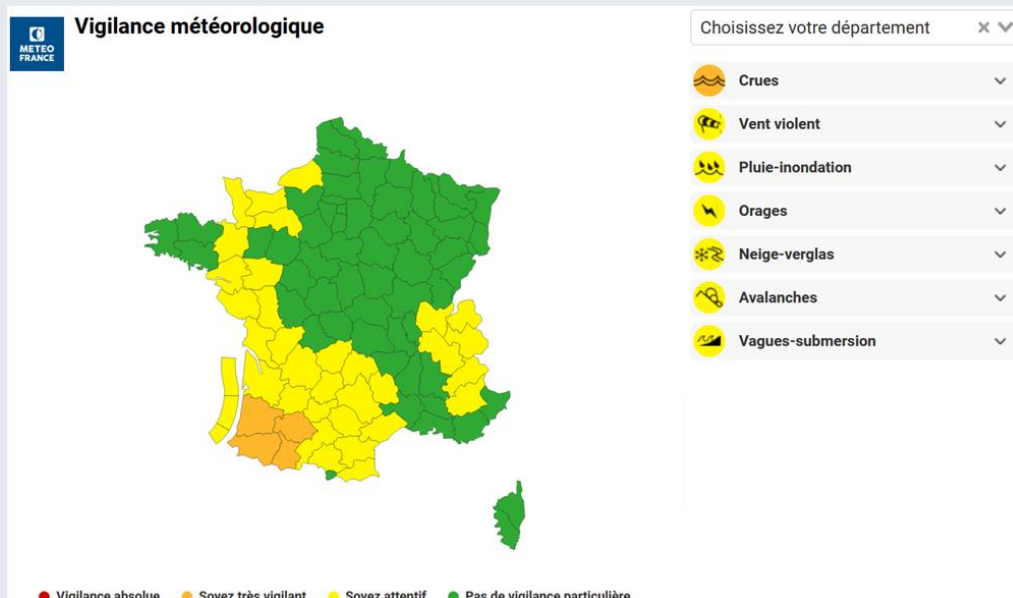 METEO
FRANCE
Vigilance météorologique
Choisissez votre département
Crues
Vent violent
Pluie-inondation
Orages
Neige-verglas
Avalanches
Vagues-submersion
Vigilance absolue Soyez très vigilant Soyez attentif Pas de vigilance particulière